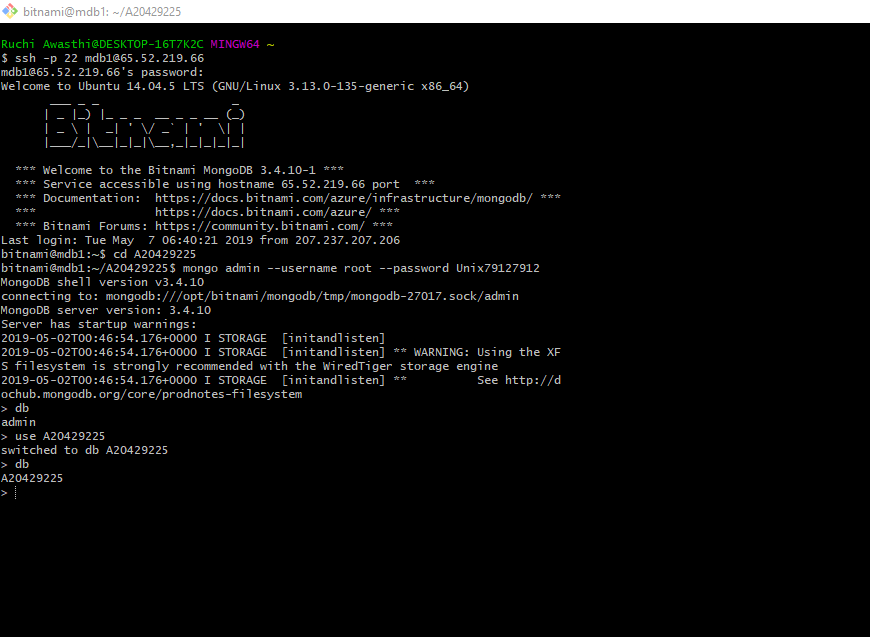 bitnami@mdb1: ~/A20429225
Ruchi Awasthi@DESKTOP-16T7K2C MINGW64 ~
$ ssh -p 22 mdb1@65.52.219.66
mdb1@65.52.219.66's password:
Welcome to Ubuntu 14.04.5 LTS (GNU/Linux 3.13.0-135-generic x86_64)
       ___ _ _                   _
      | _ |_) |_ _ _  __ _ _ __ (_)
      | _ \ |  _| ' \/ _` | '  \| |
      |___/_|\__|_|_|\__,_|_|_|_|_|

  *** Welcome to the Bitnami MongoDB 3.4.10-1 ***
  *** Service accessible using hostname 65.52.219.66 port  ***
  *** Documentation:  https://docs.bitnami.com/azure/infrastructure/mongodb/ ***
  ***                 https://docs.bitnami.com/azure/ ***
  *** Bitnami Forums: https://community.bitnami.com/ ***
Last login: Tue May  7 06:40:21 2019 from 207.237.207.206
bitnami@mdb1:~$ cd A20429225
bitnami@mdb1:~/A20429225$ mongo admin --username root --password Unix79127912
MongoDB shell version v3.4.10
connecting to: mongodb:///opt/bitnami/mongodb/tmp/mongodb-27017.sock/admin
MongoDB server version: 3.4.10
Server has startup warnings:
2019-05-02T00:46:54.176+0000 I STORAGE  [initandlisten]
2019-05-02T00:46:54.176+0000 I STORAGE  [initandlisten] ** WARNING: Using the XF
S filesystem is strongly recommended with the WiredTiger storage engine
2019-05-02T00:46:54.176+0000 I STORAGE  [initandlisten] **          See http://d
ochub.mongodb.org/core/prodnotes-filesystem
> db
admin
> use A20429225
switched to db A20429225
> db
A20429225
>